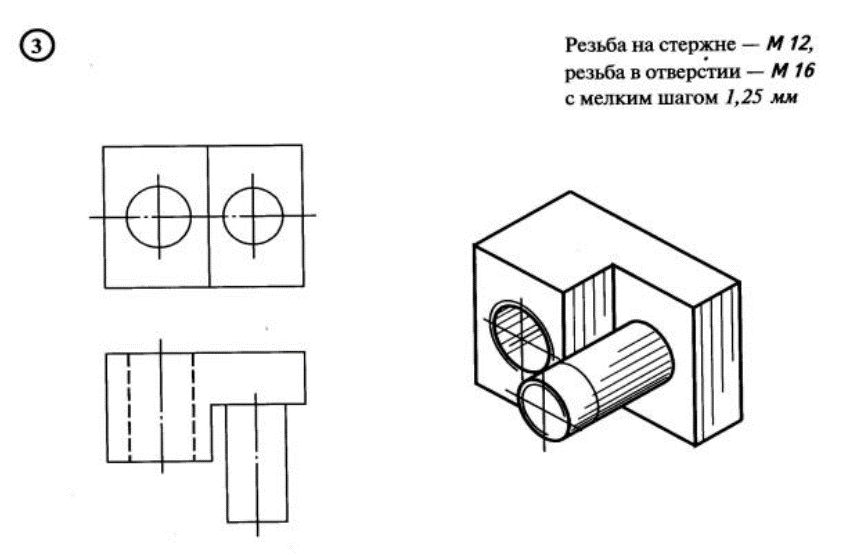 3
Резьба на стержне — М 12,
резьба в отверстии — М 16
с мелким шагом 1,25 мм